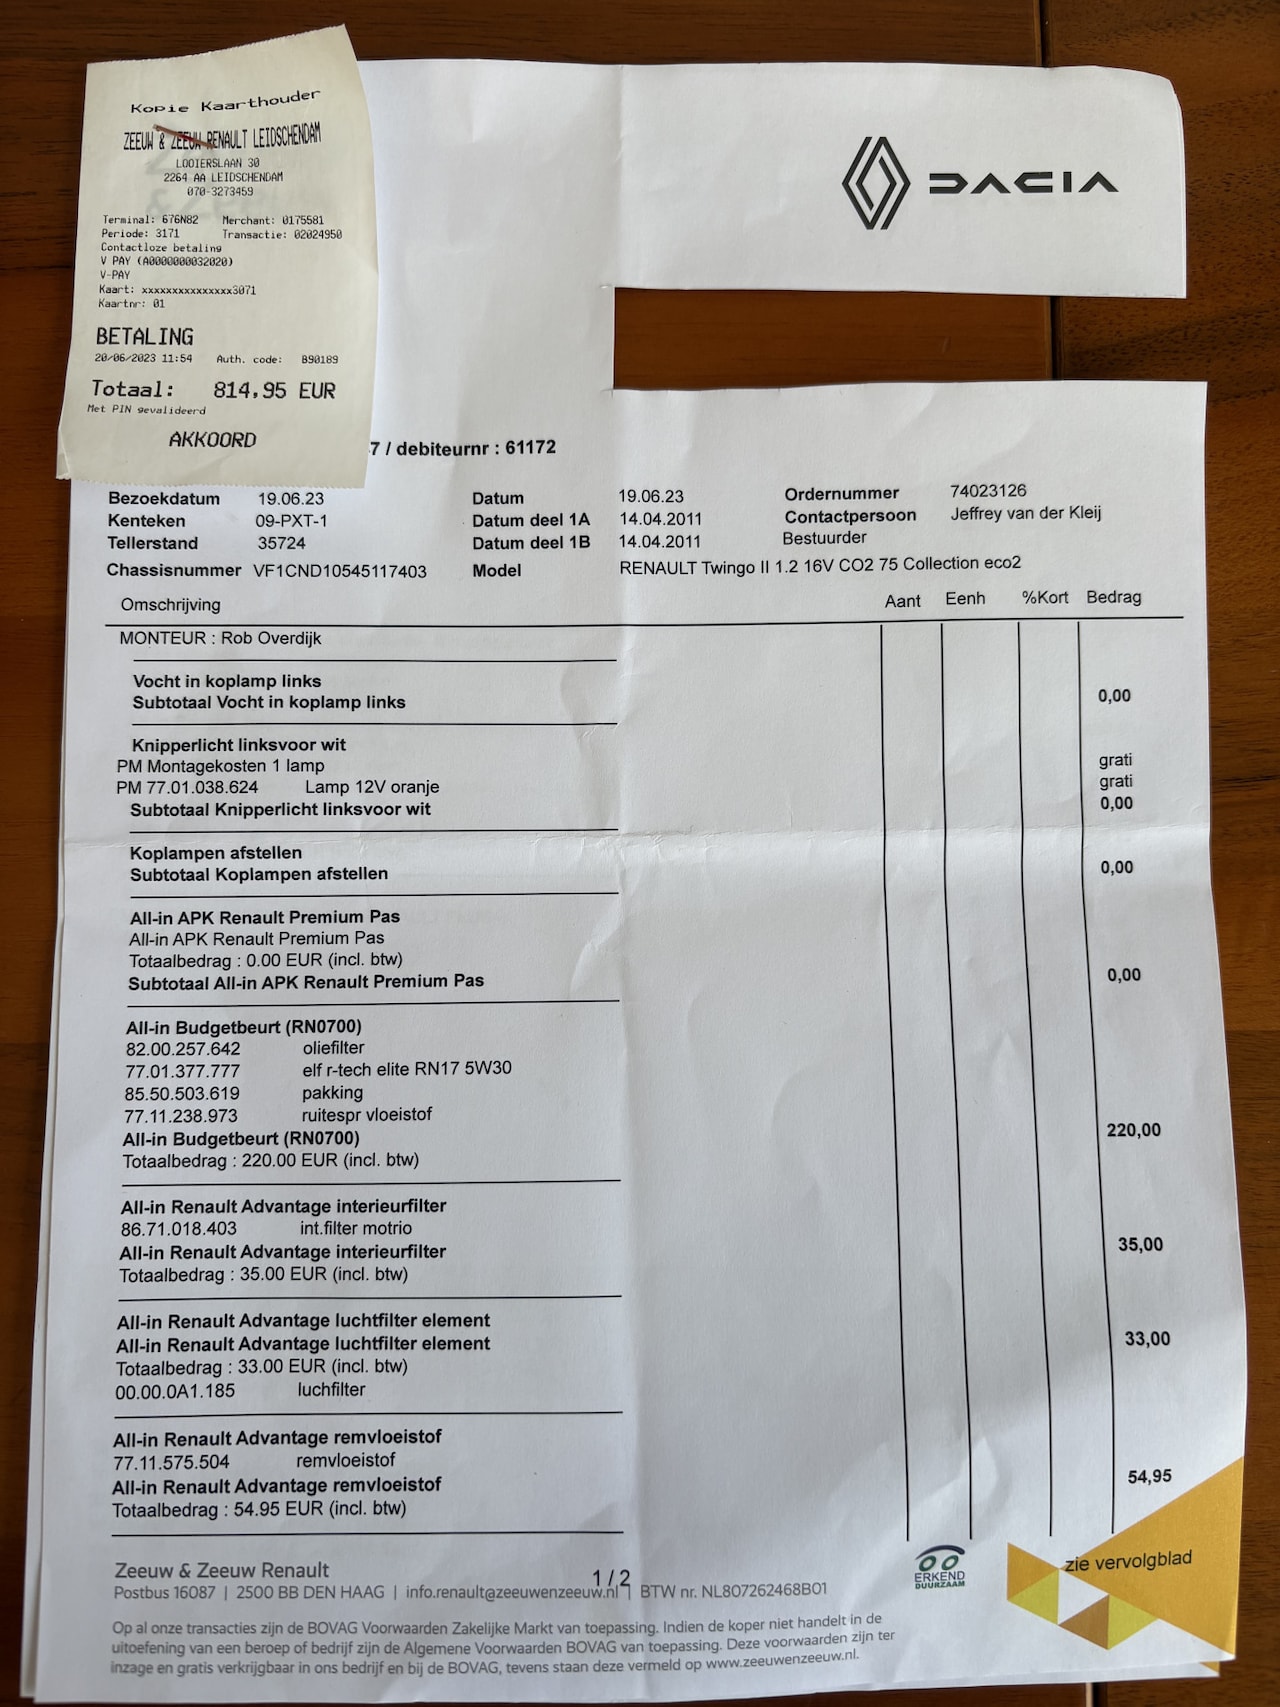 Kopie Kaarthouder
ZEEUW & ZEEUW RENAULT LEIDSCHENDAM
LOOIERSLAAN 30
2264 AA LEIDSCHENDAM
070-3273459
Terminal: 676N82 Merchant: 0175581
Periode: 3171 Transactie: 02024950
Contactloze betaling
V PAY (A0000000032020)
V-PAY
Kaart: xxxxxxxxxxxxxxx3071
Kaartnr: 01
BETALING
20/06/2023 11:54 Auth. code: B90189
Totaal: 814,95 EUR
Met PIN gevalideerd
AKKOORD
DACIA
7 / debiteurnr : 61172
Bezoekdatum 19.06.23 Datum 19.06.23 Ordernummer 74023126
Kenteken 09-PXT-1 Datum deel 1A 14.04.2011 Contactpersoon Jeffrey van der Kleij
Tellerstand 35724 Datum deel 1B 14.04.2011 Bestuurder
Chassisnummer VF1CND10545117403 Model RENAULT Twingo II 1.2 16V CO2 75 Collection eco2
Omschrijving Aant Eenh %Kort Bedrag
MONTEUR : Rob Overdijk
Vocht in koplamp links
Subtotaal Vocht in koplamp links 0,00
Knipperlicht linksvoor wit
PM Montagekosten 1 lamp grati
PM 77.01.038.624 Lamp 12V oranje grati
Subtotaal Knipperlicht linksvoor wit 0,00
Koplampen afstellen
Subtotaal Koplampen afstellen 0,00
All-in APK Renault Premium Pas
All-in APK Renault Premium Pas
Totaalbedrag : 0.00 EUR (incl. btw)
Subtotaal All-in APK Renault Premium Pas 0,00
All-in Budgetbeurt (RN0700)
82.00.257.642 oliefilter
77.01.377.777 elf r-tech elite RN17 5W30
85.50.503.619 pakking
77.11.238.973 ruitespr vloeistof
All-in Budgetbeurt (RN0700) 220,00
Totaalbedrag : 220.00 EUR (incl. btw)
All-in Renault Advantage interieurfilter
86.71.018.403 int.filter motrio
All-in Renault Advantage interieurfilter 35,00
Totaalbedrag : 35.00 EUR (incl. btw)
All-in Renault Advantage luchtfilter element
All-in Renault Advantage luchtfilter element 33,00
Totaalbedrag : 33.00 EUR (incl. btw)
00.00.0A1.185 luchfilter
All-in Renault Advantage remvloeistof
77.11.575.504 remvloeistof
All-in Renault Advantage remvloeistof 54,95
Totaalbedrag : 54.95 EUR (incl. btw)
Zeeuw & Zeeuw Renault 1 / 2 ERKEND DUURZAAM zie vervolgblad
Postbus 16087 | 2500 BB DEN HAAG | info.renault@zeeuwenzeeuw.nl | BTW nr. NL807262468B01
Op al onze transacties zijn de BOVAG Voorwaarden Zakelijke Markt van toepassing. Indien de koper niet handelt in de
uitoefening van een beroep of bedrijf zijn de Algemene Voorwaarden BOVAG van toepassing. Deze voorwaarden zijn ter
inzage en gratis verkrijgbaar in ons bedrijf en bij de BOVAG, tevens staan deze vermeld op www.zeeuwenzeeuw.nl.